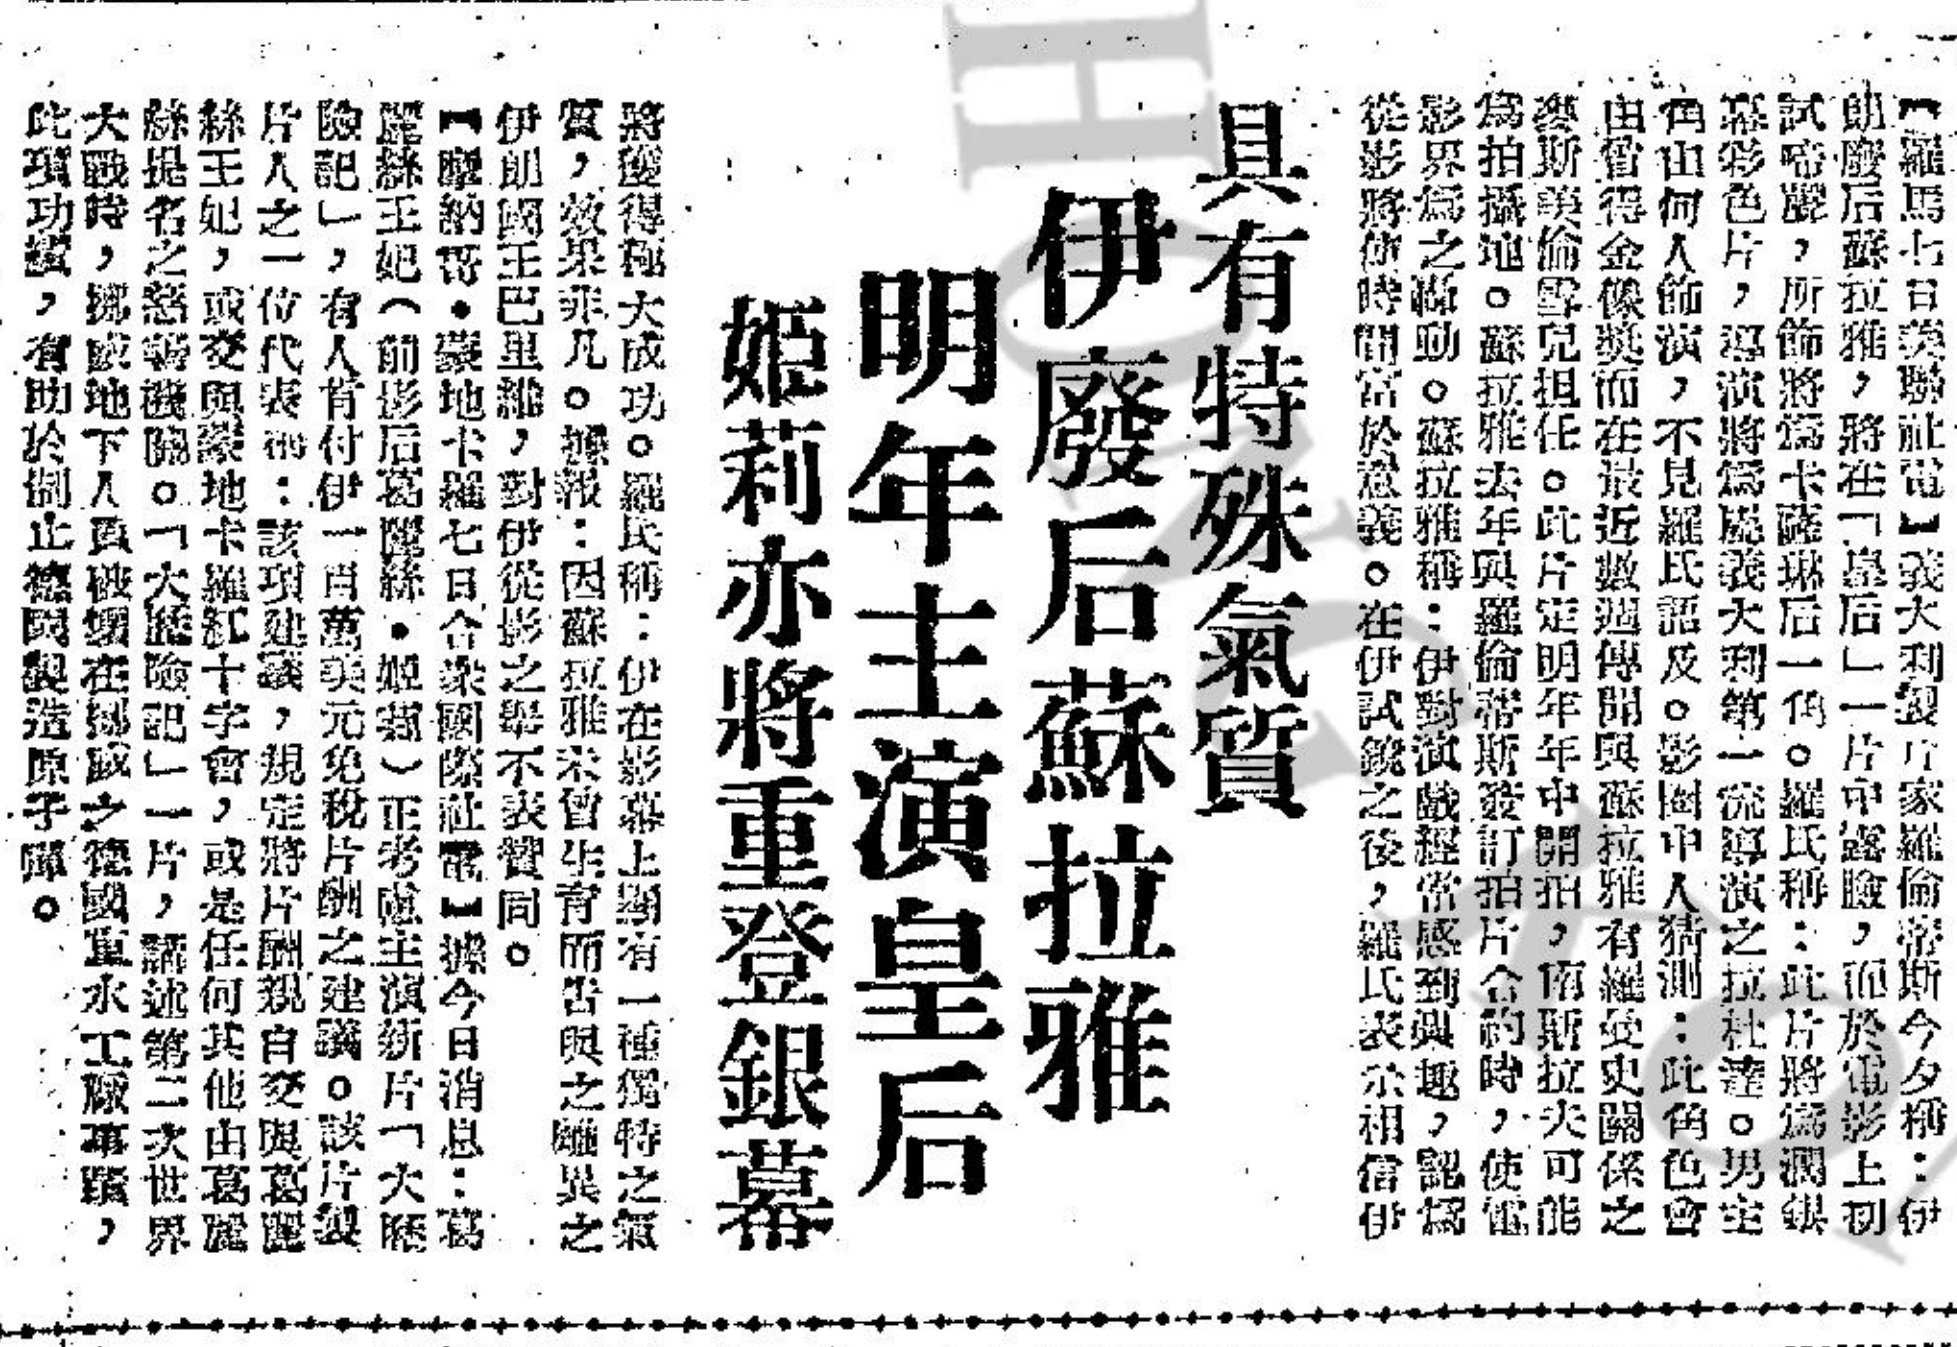 【羅馬七日美聯社電】義大利製片家羅倫蒂斯今夕稱：伊
朗廢后蘇拉雅，將在「皇后」一片中露臉，而於電影上初
試啼聲，所飾將為卡薩琳后一角。羅氏稱：此片將為濶銀
幕彩色片，導演將為處義大利第一流導演之拉杜達。男主
角由何人飾演，不見羅氏語及。影圈中人猜測：此角色會
由曾得金像獎而在最近數週傳聞與蘇拉雅有羅曼史關係之
麥斯美倫雪兒担任。此片定明年年中開拍，南斯拉夫可能
為拍攝地。蘇拉雅去年與羅倫蒂斯簽訂拍片合約時，使電
影界為之轟動。蘇拉雅稱：伊對演戲經常感到興趣，認為
從影將使時間富於意義。在伊試鏡之後，羅氏表示相信伊
具有特殊氣質
伊廢后蘇拉雅
明年主演皇后
姬莉亦將重登銀幕
將獲得極大成功。羅氏稱：伊在影幕上顯有一種獨特之氣
質，效果非凡。據報：因蘇拉雅未曾生育而告與之離異之
伊朗國王巴里維，對伊從影之舉不表贊同。
【摩納哥·蒙地卡羅七日合衆國際社電】據今日消息：葛
麗絲王妃（前影后葛麗絲·姬莉）正考慮主演新片「大歷
險記」，有人肯付伊一百萬美元免稅片酬之建議。該片製
片人之一位代表稱：該項建議，規定將片酬親自交與葛麗
絲王妃，或交與蒙地卡羅紅十字會，或是任何其他由葛麗
絲提名之慈善機關。「大歷險記」一片，講述第二次世界
大戰時，挪威地下人員破壞在挪威之德國重水工廠事蹟，
此項功績，有助於制止德國製造原子彈。